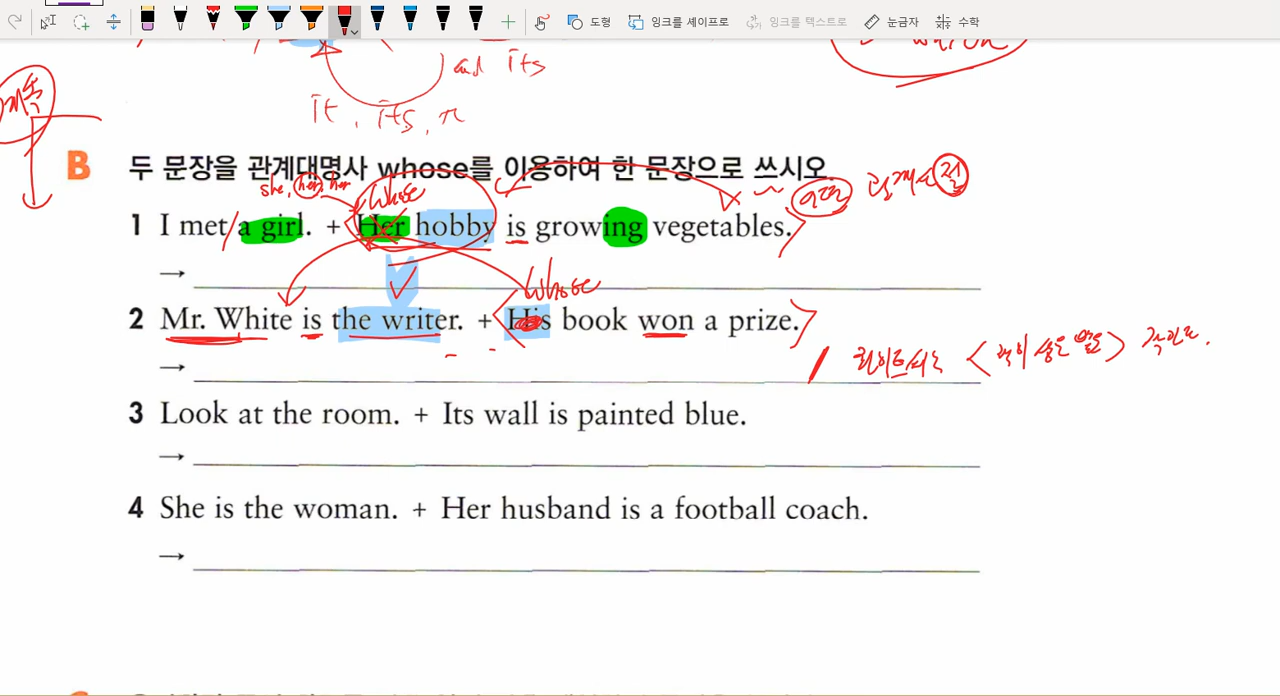 도형 잉크를 셰이프로 잉크를 텍스트로 눈금자 수학
and its
it, its,
B 두 문장을 관계대명사 whose를 이용하여 한 문장으로 쓰시오.
she, her, her whose
1 I met a girl. + Her hobby is growing vegetables.
→
whose
2 Mr. White is the writer. + His book won a prize.
→
3 Look at the room. + Its wall is painted blue.
→
4 She is the woman. + Her husband is a football coach.
→